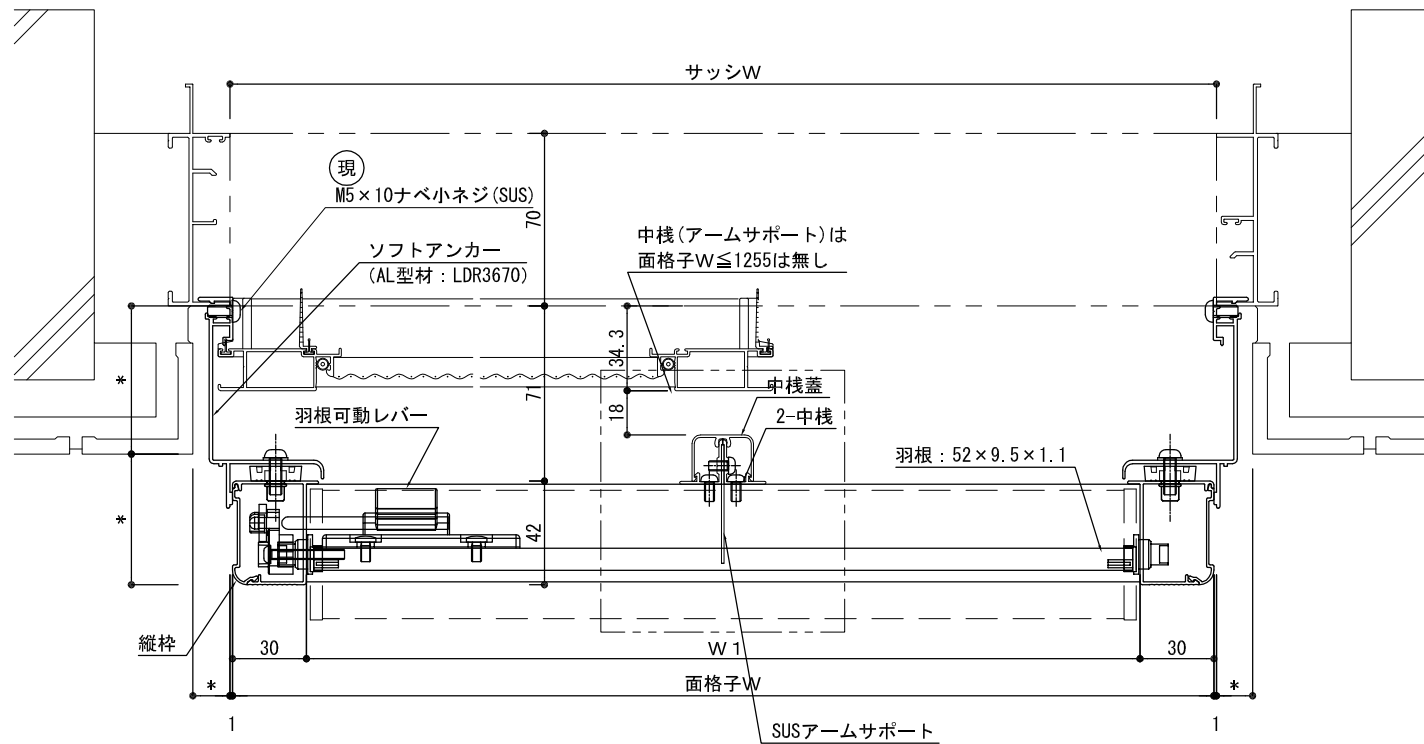 サッシW
現
M5×10ナベ小ネジ(SUS)
70
ソフトアンカー
(AL型材：LDR3670)
中桟(アームサポート)は
面格子W≦1255は無し
34.3
*
71
中桟蓋
18
羽根可動レバー
2-中桟
羽根：52×9.5×1.1
*
42
縦枠
30
W1
30
*
面格子W
*
1
SUSアームサポート
1